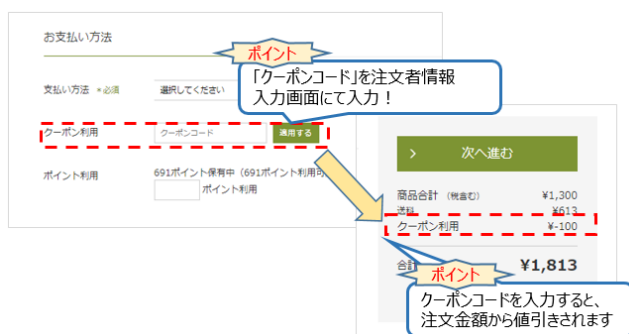 お支払い方法
ポイント
「クーポンコード」を注文者情報
入力画面にて入力！
支払い方法 ※必須 選択してください
クーポン利用 クーポンコード 適用する
ポイント利用 691ポイント保有中（691ポイント利用可
ポイント利用
> 次へ進む
商品合計 （税含む） ¥1,300
送料 ¥613
クーポン利用 ¥-100
合計 ¥1,813
ポイント
クーポンコードを入力すると、
注文金額から値引きされます